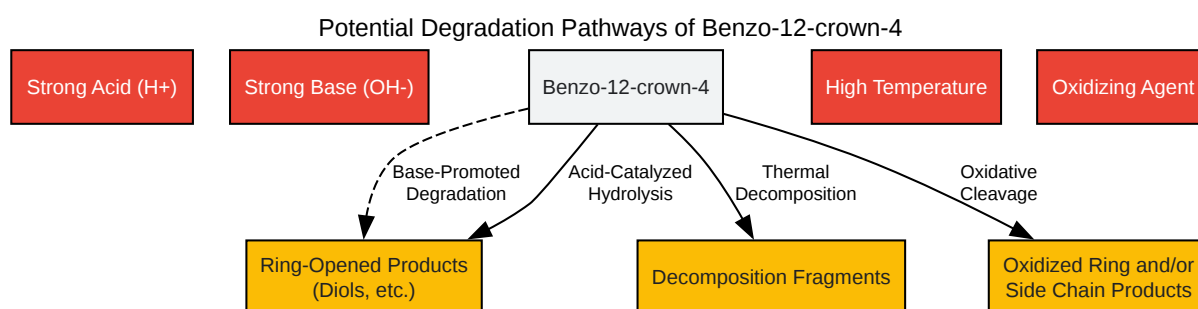 Potential Degradation Pathways of Benzo-12-crown-4
Strong Acid (H+)
Strong Base (OH-)
Benzo-12-crown-4
High Temperature
Oxidizing Agent
Base-Promoted
Degradation
Acid-Catalyzed
Hydrolysis
Thermal
Decomposition
Oxidative
Cleavage
Ring-Opened Products
(Diols, etc.)
Decomposition Fragments
Oxidized Ring and/or
Side Chain Products